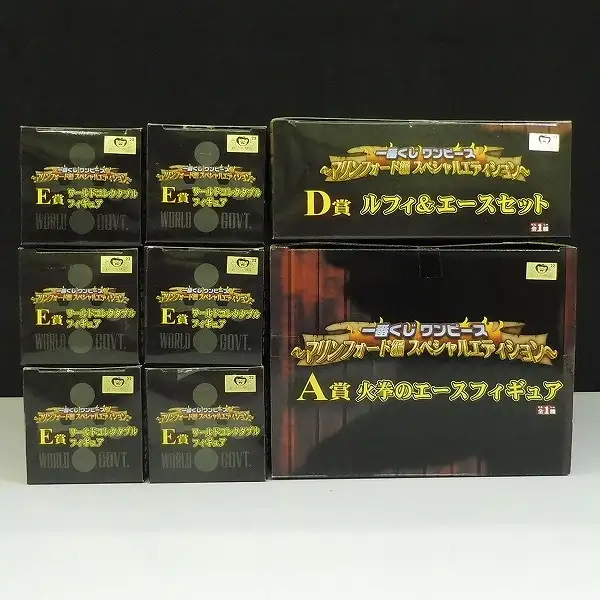 一番くじ ワンピース
～マリンフォード編 スペシャルエディション～
E賞 ワールドコレクタブル
フィギュア
WORLD GOVT.
一番くじ ワンピース
～マリンフォード編 スペシャルエディション～
E賞 ワールドコレクタブル
フィギュア
WORLD GOVT.
一番くじ ワンピース
～マリンフォード編 スペシャルエディション～
D賞 ルフィ&エースセット
全1種
一番くじ ワンピース
～マリンフォード編 スペシャルエディション～
E賞 ワールドコレクタブル
フィギュア
WORLD GOVT.
一番くじ ワンピース
～マリンフォード編 スペシャルエディション～
E賞 ワールドコレクタブル
フィギュア
WORLD GOVT.
一番くじ ワンピース
～マリンフォード編 スペシャルエディション～
A賞 火拳のエースフィギュア
全1種
一番くじ ワンピース
～マリンフォード編 スペシャルエディション～
E賞 ワールドコレクタブル
フィギュア
WORLD GOVT.
一番くじ ワンピース
～マリンフォード編 スペシャルエディション～
E賞 ワールドコレクタブル
フィギュア
WORLD GOVT.